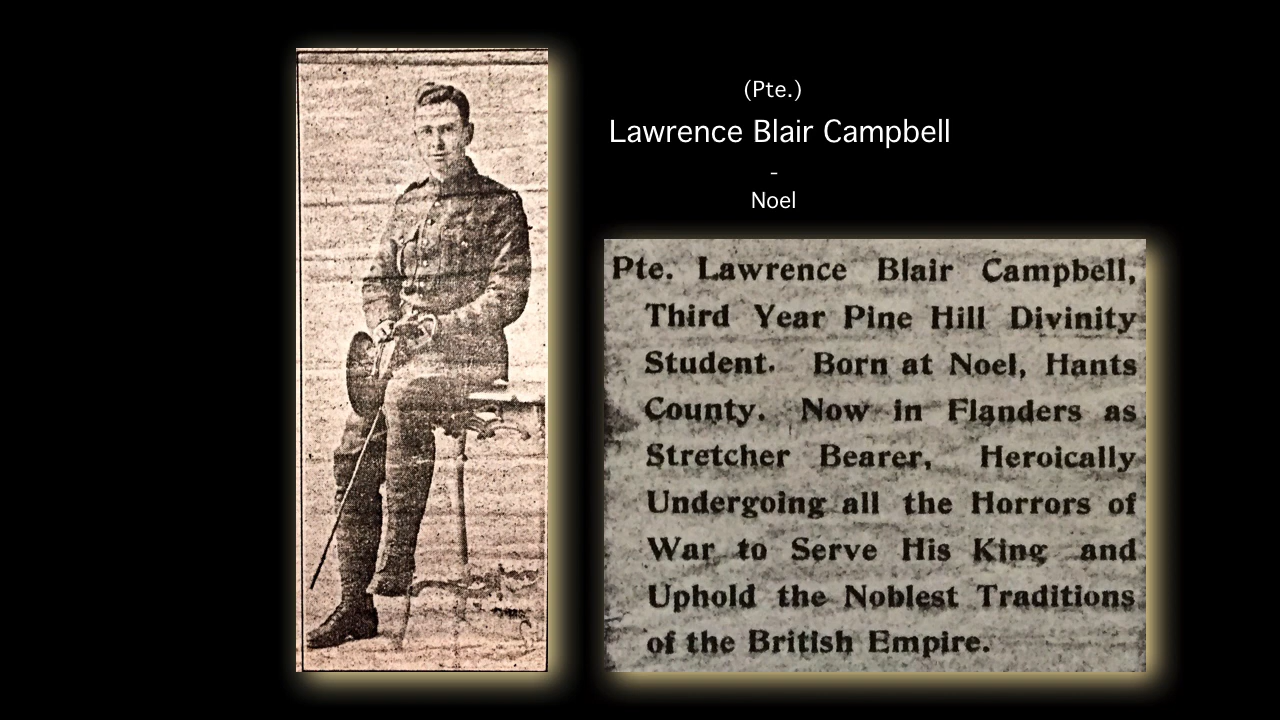 (Pte.)
Lawrence Blair Campbell
-
Noel
Pte. Lawrence Blair Campbell,
Third Year Pine Hill Divinity
Student. Born at Noel, Hants
County. Now in Flanders as
Stretcher Bearer, Heroically
Undergoing all the Horrors of
War to Serve His King and
Uphold the Noblest Traditions
of the British Empire.